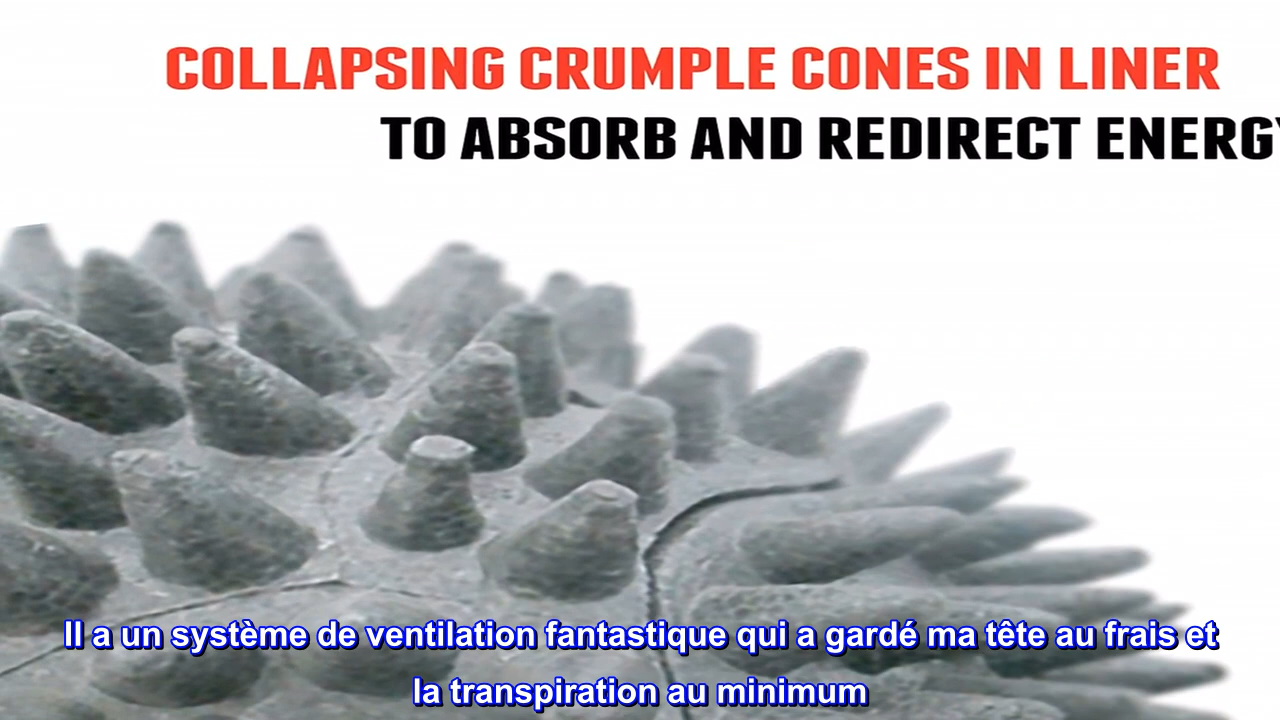 COLLAPSING CRUMPLE CONES IN LINER
TO ABSORB AND REDIRECT ENERGY
Il a un système de ventilation fantastique qui a gardé ma tête au frais et
la transpiration au minimum